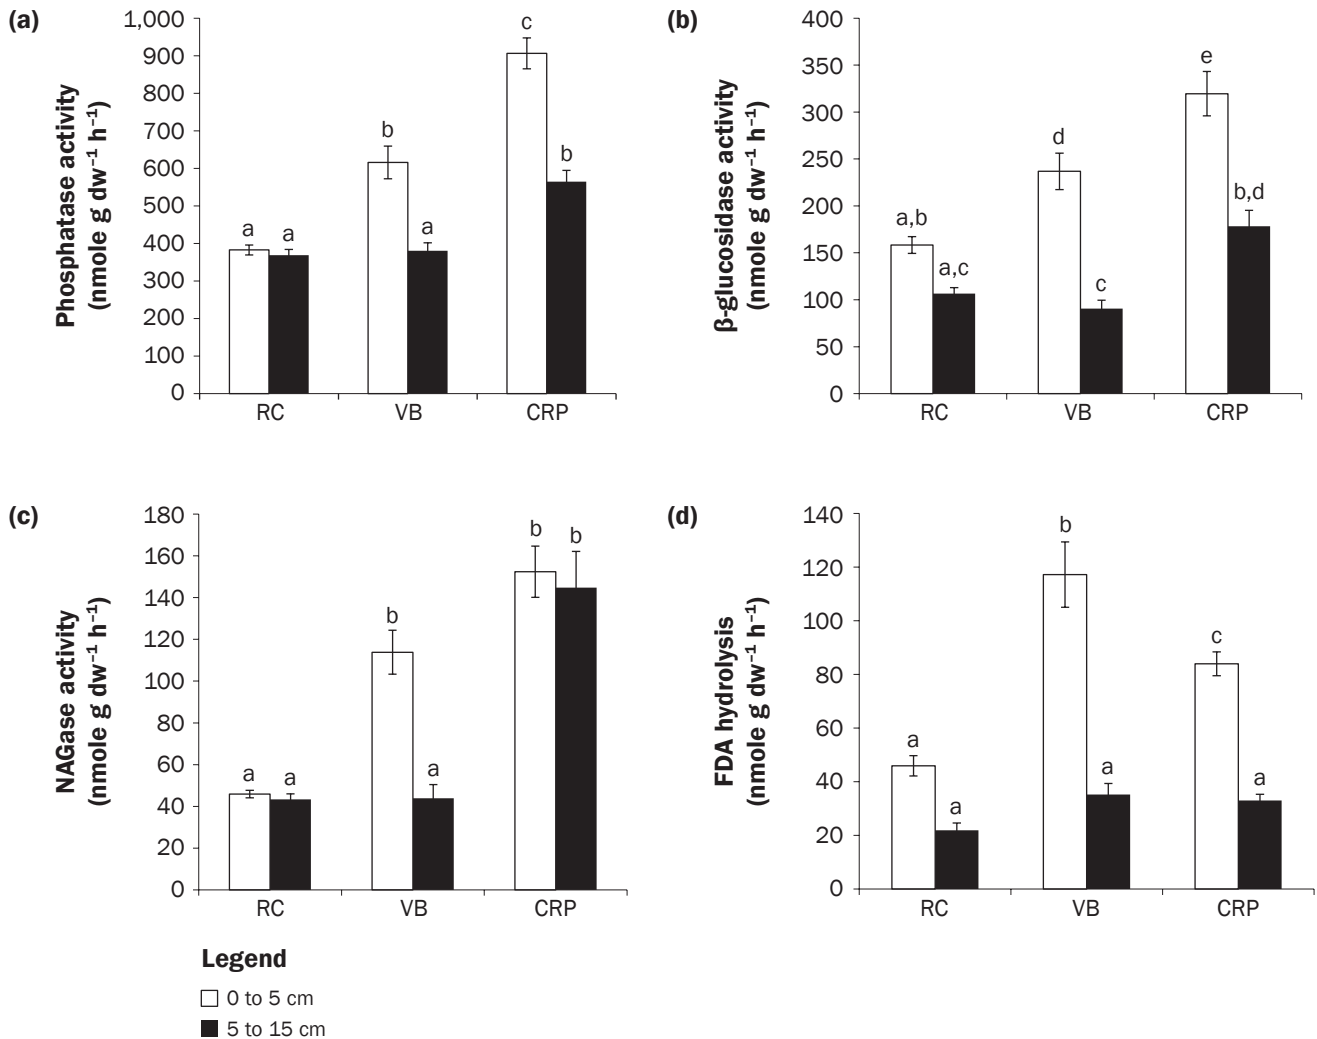 (a)
Phosphatase activity
(nmole g dw⁻¹ h⁻¹)
1,000
900
800
700
600
500
400
300
200
100
0
a
a
b
a
c
b
RC
VB
CRP
(b)
β-glucosidase activity
(nmole g dw⁻¹ h⁻¹)
400
350
300
250
200
150
100
50
0
a,b
a,c
d
c
e
b,d
RC
VB
CRP
(c)
NAGase activity
(nmole g dw⁻¹ h⁻¹)
180
160
140
120
100
80
60
40
20
0
a
a
b
a
b
b
RC
VB
CRP
(d)
FDA hydrolysis
(nmole g dw⁻¹ h⁻¹)
140
120
100
80
60
40
20
0
a
a
b
a
c
a
RC
VB
CRP
Legend
0 to 5 cm
5 to 15 cm